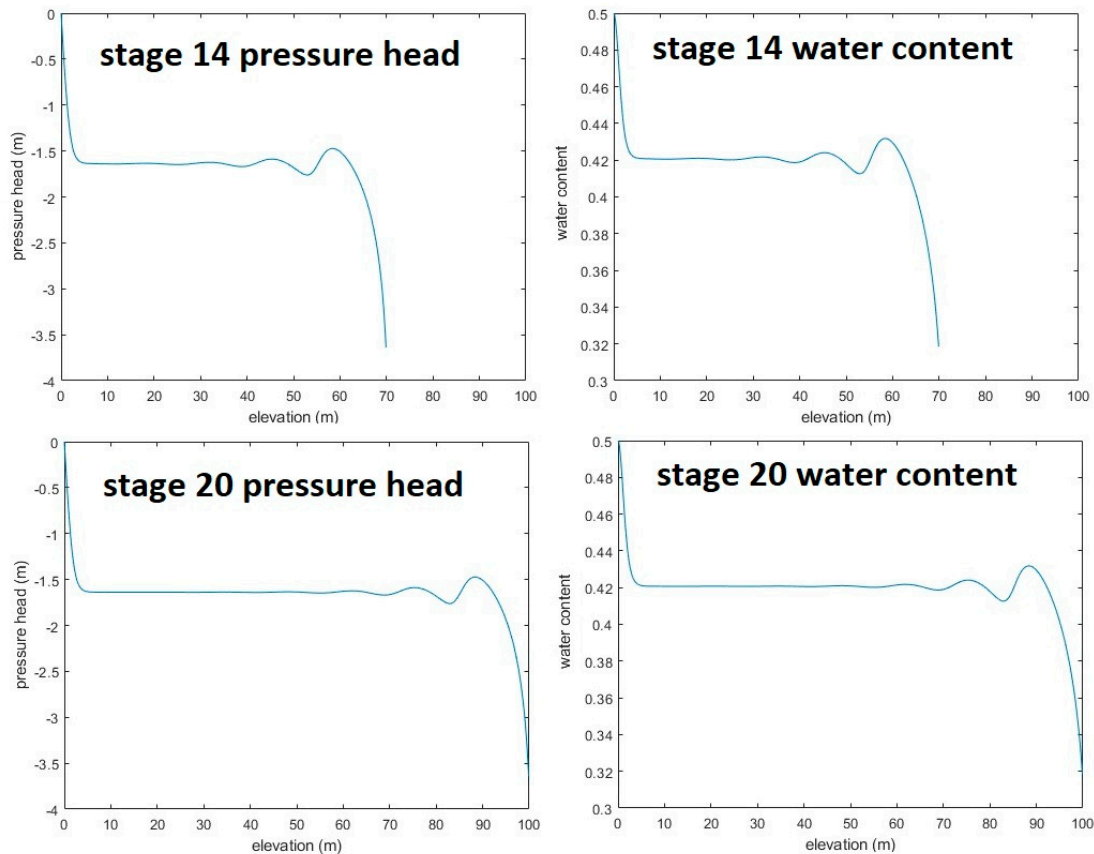 stage 14 pressure head
0
-0.5
-1
-1.5
-2
-2.5
-3
-3.5
-4
pressure head (m)
0 10 20 30 40 50 60 70 80 90 100
elevation (m)
stage 14 water content
0.5
0.48
0.46
0.44
0.42
0.4
0.38
0.36
0.34
0.32
0.3
water content
0 10 20 30 40 50 60 70 80 90 100
elevation (m)
stage 20 pressure head
0
-0.5
-1
-1.5
-2
-2.5
-3
-3.5
-4
pressure head (m)
0 10 20 30 40 50 60 70 80 90 100
elevation (m)
stage 20 water content
0.5
0.48
0.46
0.44
0.42
0.4
0.38
0.36
0.34
0.32
0.3
water content
0 10 20 30 40 50 60 70 80 90 100
elevation (m)